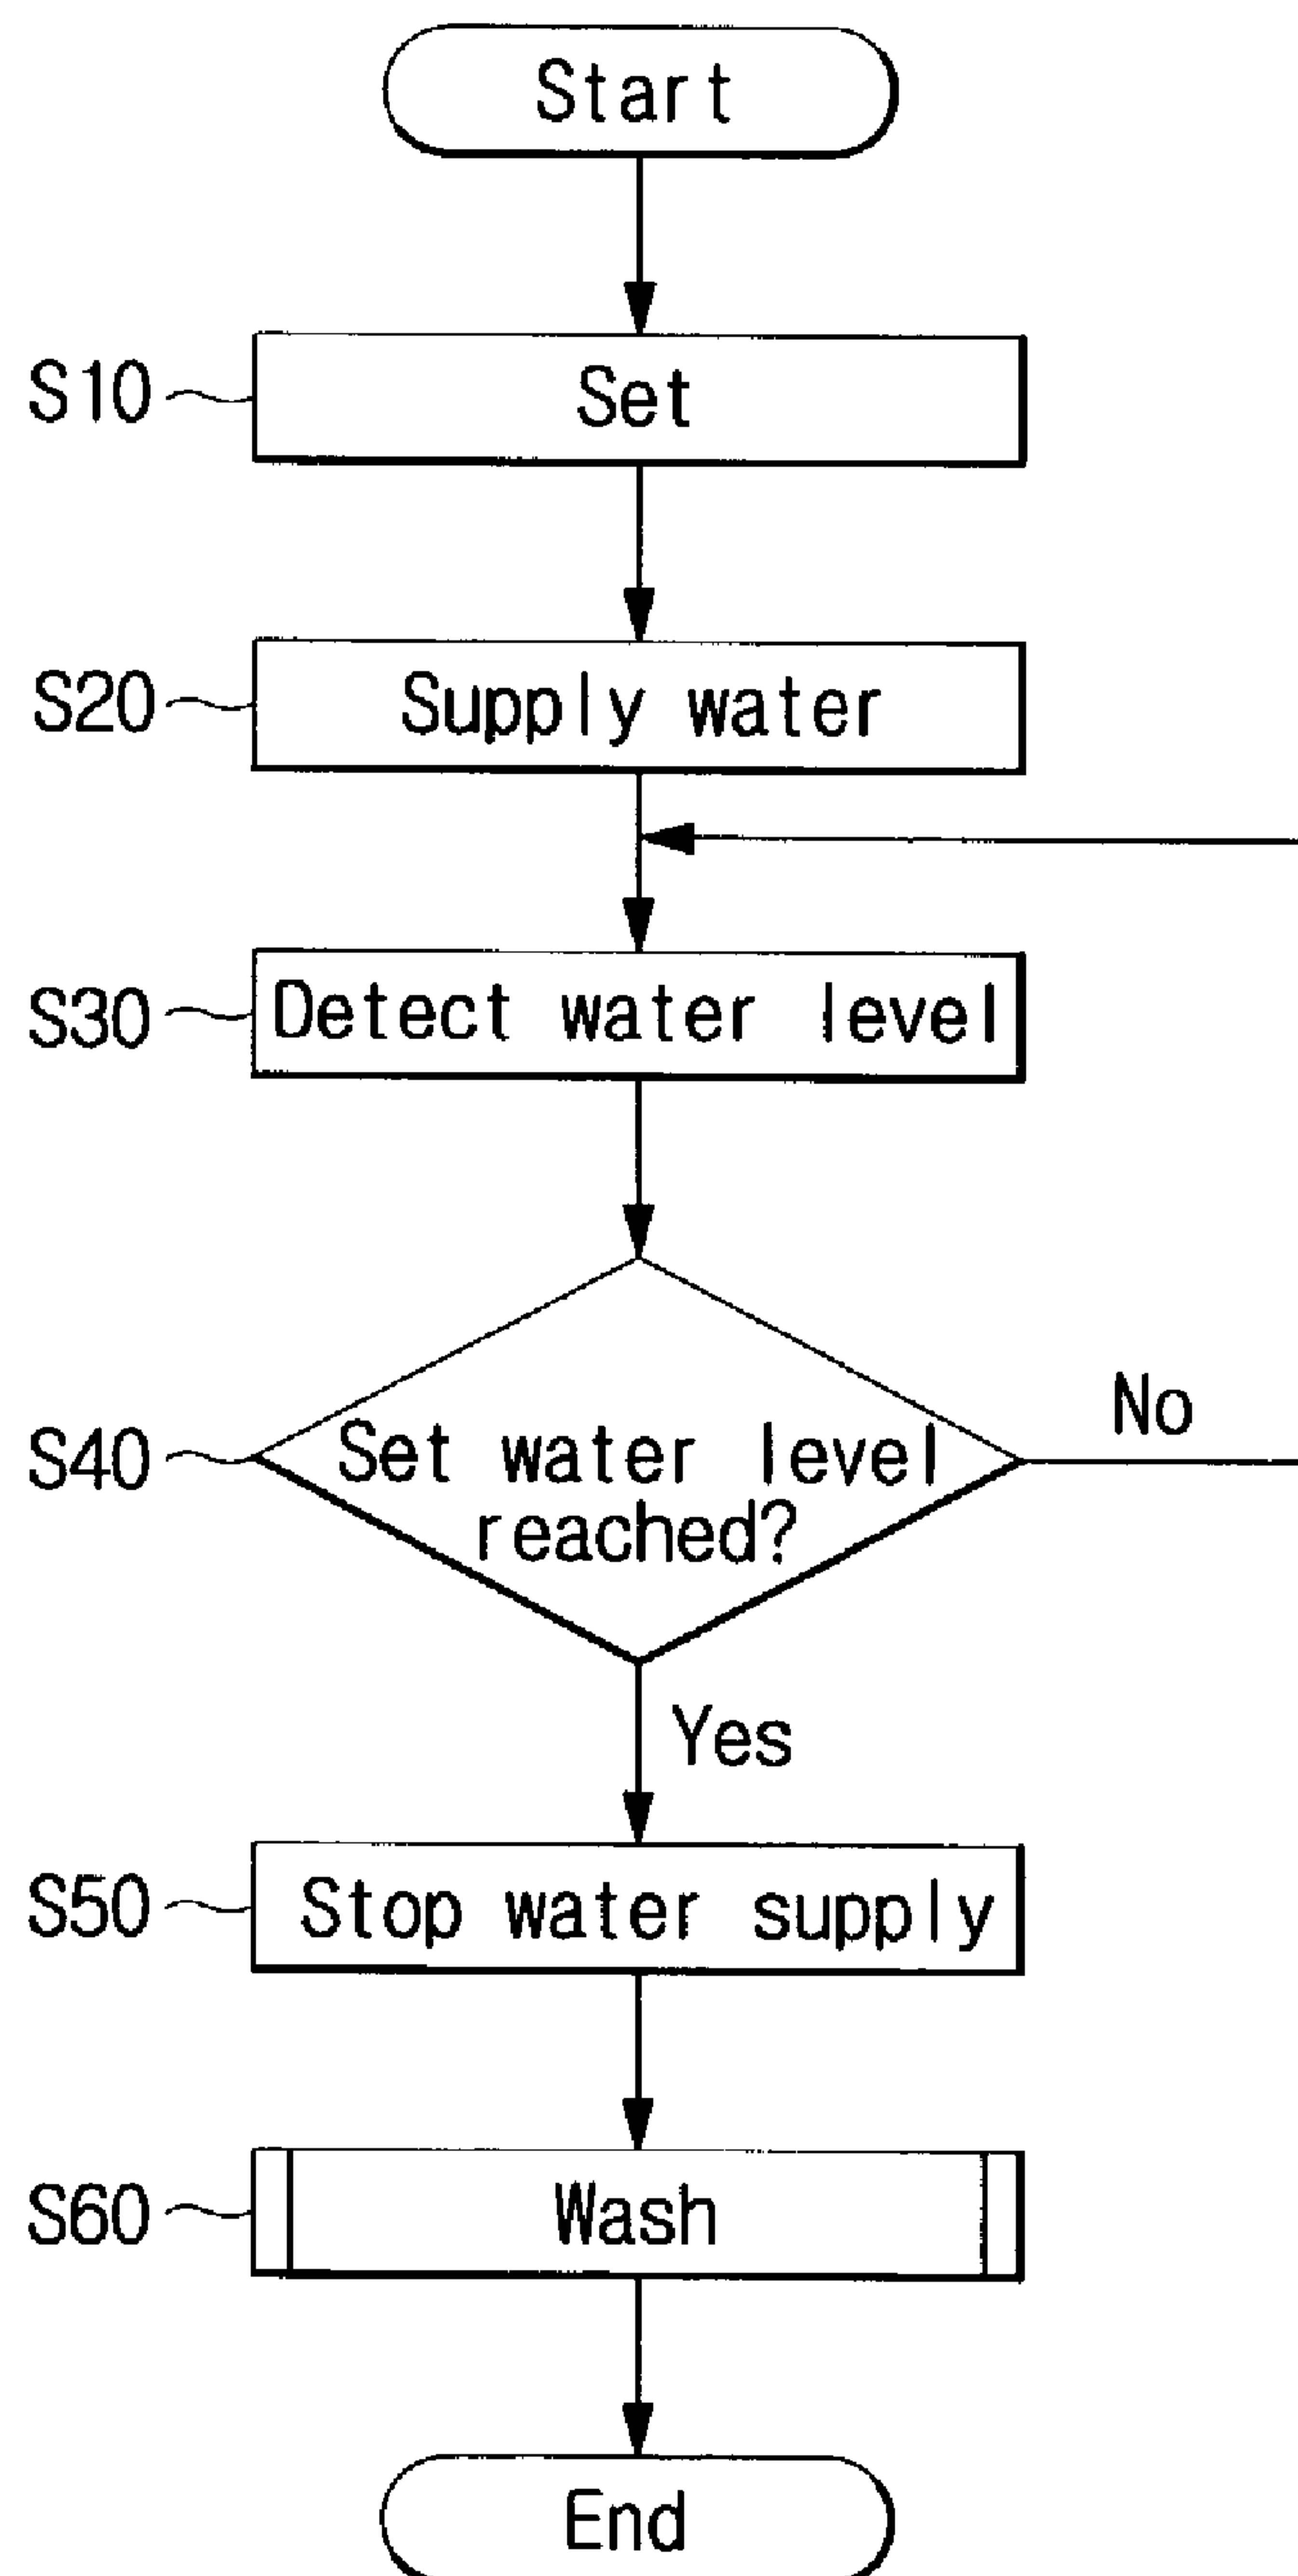 Start
S10
Set
S20
Supply water
S30
Detect water level
S40
Set water level
reached?
No
Yes
S50
Stop water supply
S60
Wash
End